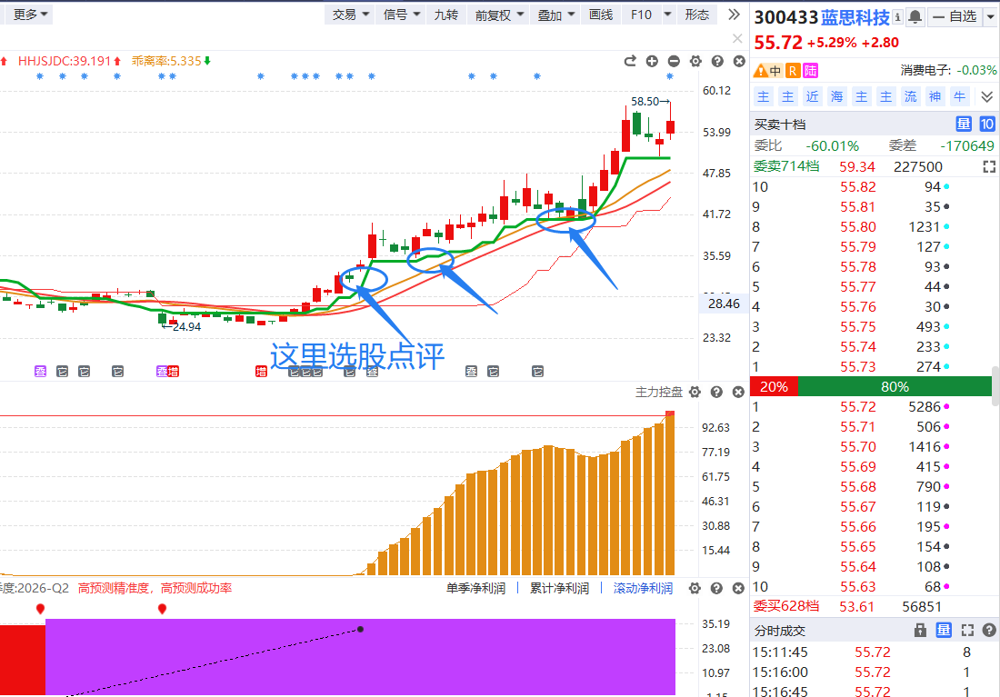 更多 交易 信号 九转 前复权 叠加 画线 F10 形态
HHJSJDC:39.191 乖离率:5.335
60.12
58.50
53.99
47.85
41.72
35.59
28.46
24.94
23.32
这里选股点评
主力控盘
92.63
77.19
61.75
46.31
30.88
15.44
季度:2026-Q2 高预测精准度,高预测成功率 单季净利润 累计净利润 滚动净利润
35.19
23.08
10.97
300433 蓝思科技 自选
55.72 +5.29% +2.80
中 R 陆 消费电子: -0.03%
主 主 近 海 主 主 流 神 牛
买卖十档 量 10
委比 -60.01% 委差 -170649
委卖714档 59.34 227500
10 55.82 94
9 55.81 35
8 55.80 1231
7 55.79 127
6 55.78 93
5 55.77 44
4 55.76 30
3 55.75 493
2 55.74 233
1 55.73 274
20% 80%
1 55.72 5286
2 55.71 506
3 55.70 1416
4 55.69 415
5 55.68 790
6 55.67 119
7 55.66 195
8 55.65 154
9 55.64 108
10 55.63 68
委买628档 53.61 56851
分时成交 量
15:11:45 55.72 8
15:16:00 55.72 1
15:16:45 55.72 1